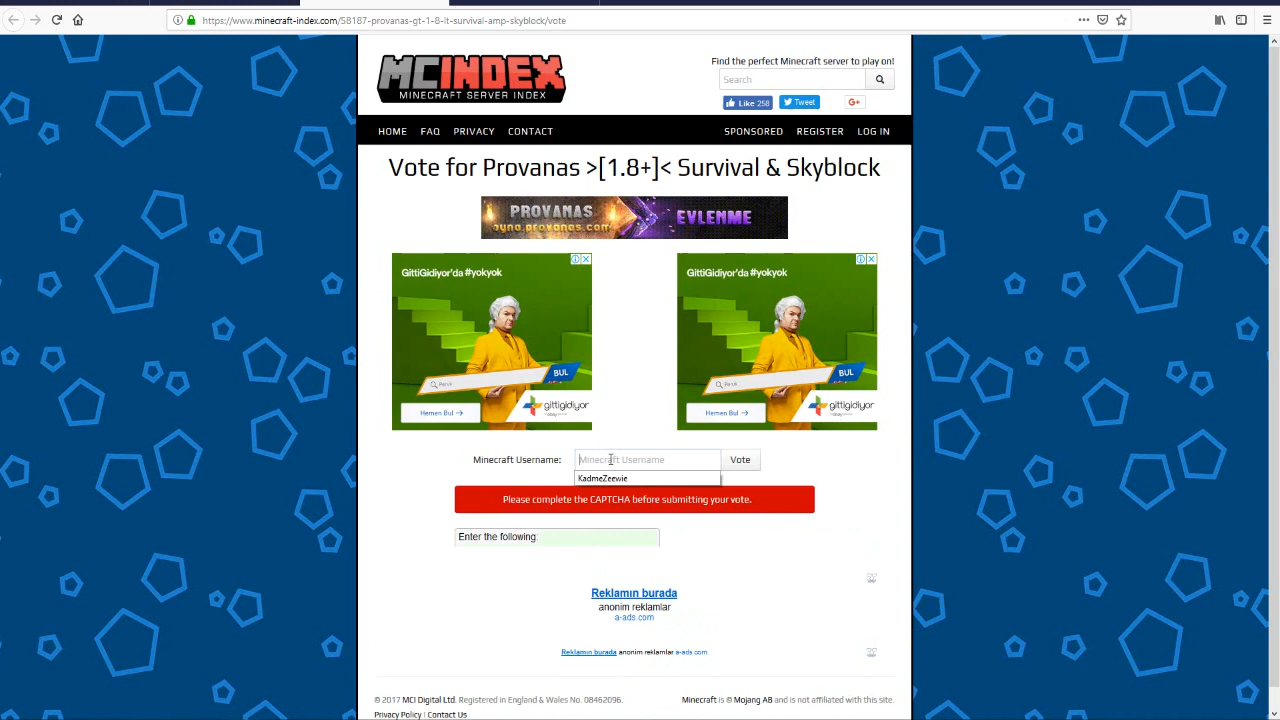 https://www.minecraft-index.com/58187-provanas-gt-1-8-lt-survival-amp-skyblock/vote
MCINDEX
MINECRAFT SERVER INDEX
Find the perfect Minecraft server to play on!
Search
Like 258
Tweet
G+
HOME FAQ PRIVACY CONTACT SPONSORED REGISTER LOG IN
Vote for Provanas >[1.8+]< Survival & Skyblock
PROVANAS
oyna.provanas.com
EVLENME
GittiGidiyor'da #yokyok
Peruk
BUL
Hemen Bul →
gittigidiyor
GittiGidiyor'da #yokyok
Peruk
BUL
Hemen Bul →
gittigidiyor
Minecraft Username: Minecraft Username Vote
KadmeZeewie
Please complete the CAPTCHA before submitting your vote.
Enter the following:
Reklamın burada
anonim reklamlar
a-ads.com
Reklamın burada anonim reklamlar a-ads.com
© 2017 MCI Digital Ltd. Registered in England & Wales No. 08462096. Minecraft is © Mojang AB and is not affiliated with this site.
Privacy Policy | Contact Us